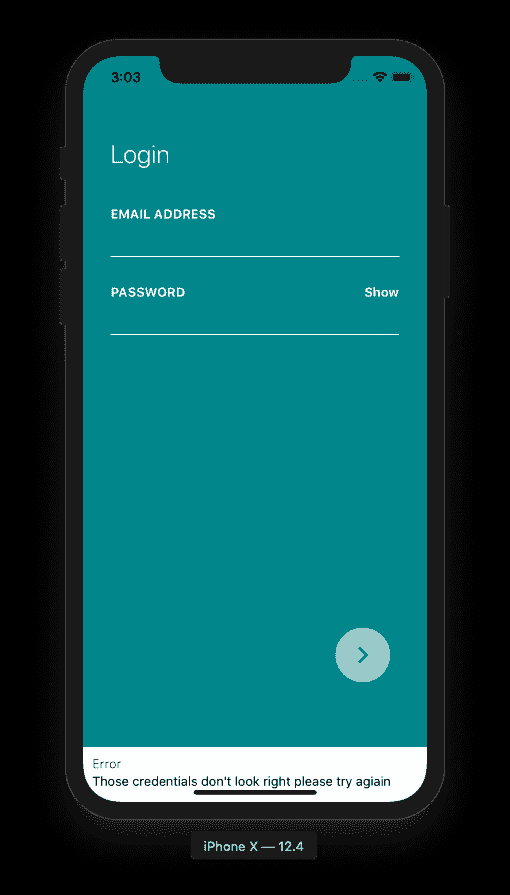 3:03
Login
EMAIL ADDRESS
PASSWORD Show
Error
Those credentials don't look right please try agiain
iPhone X — 12.4